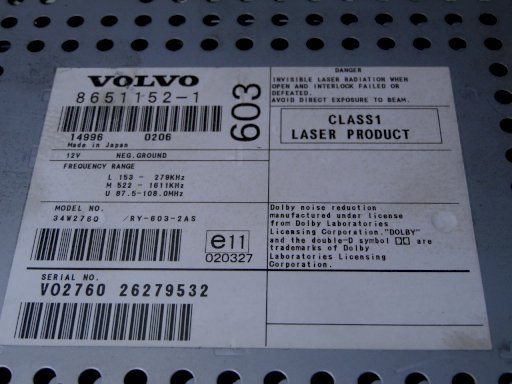 VOLVO
8651152-1
14996 0206
Made in Japan
603
12V NEG.GROUND
FREQUENCY RANGE
L 153 - 279KHz
M 522 - 1611KHz
U 87.5-108.0MHz
MODEL NO.
34W276Q /RY-603-2AS
e11
020327
SERIAL NO.
VO2760 26279532
DANGER
INVISIBLE LASER RADIATION WHEN
OPEN AND INTERLOCK FAILED OR
DEFEATED.
AVOID DIRECT EXPOSURE TO BEAM.
CLASS1
LASER PRODUCT
Dolby noise reduction
manufactured under license
from Dolby Laboratories
Licensing Corporation."DOLBY"
and the double-D symbol are
trademarks of Dolby
Laboratories Licensing
Corporation.